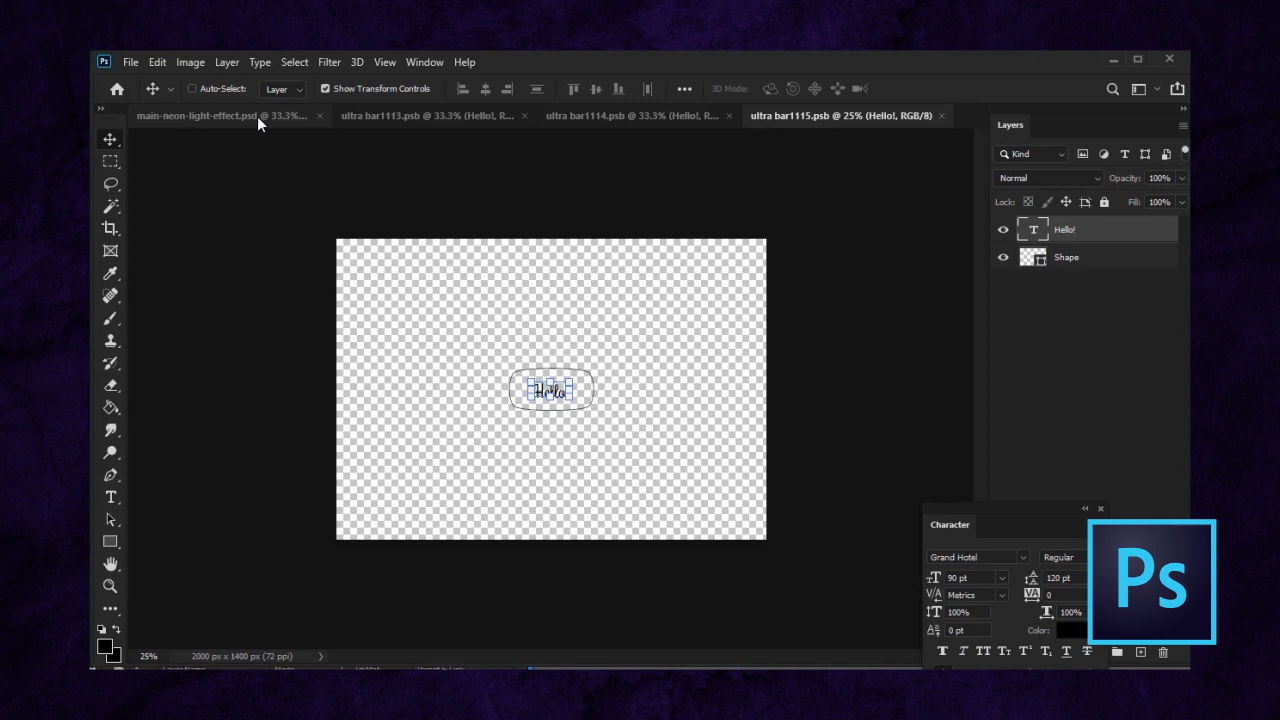 Ps File Edit Image Layer Type Select Filter 3D View Window Help
Auto-Select: Layer Show Transform Controls 3D Mode:
main-neon-light-effect.psd @ 33.3%... ultra bar1113.psb @ 33.3% (Hello!, R... ultra bar1114.psb @ 33.3% (Hello!, R... ultra bar1115.psb @ 25% (Hello!, RGB/8)
Layers
Kind
Normal Opacity: 100%
Lock: Fill: 100%
T Hello!
Shape
Hello
Character
Grand Hotel Regular
90 pt 120 pt
Metrics 0
100% 100%
0 pt Color:
25% 2000 px x 1400 px (72 ppi)
Ps